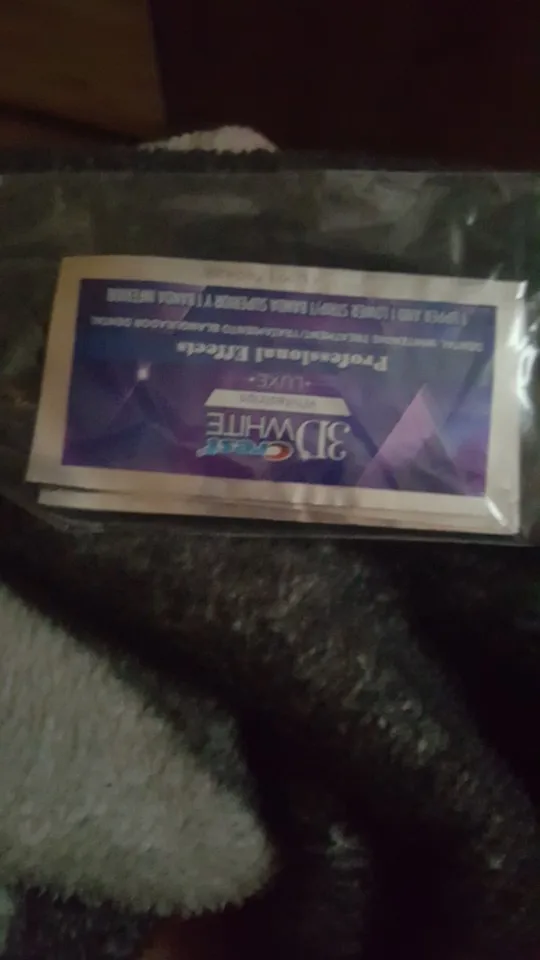 Crest
3D WHITE
Whitestrips
•LUXE•
Professional Effects
DENTAL WHITENING TREATMENT/TRATAMIENTO BLANQUEADOR DENTAL
1 UPPER AND 1 LOWER STRIP/1 BANDA SUPERIOR Y 1 BANDA INFERIOR